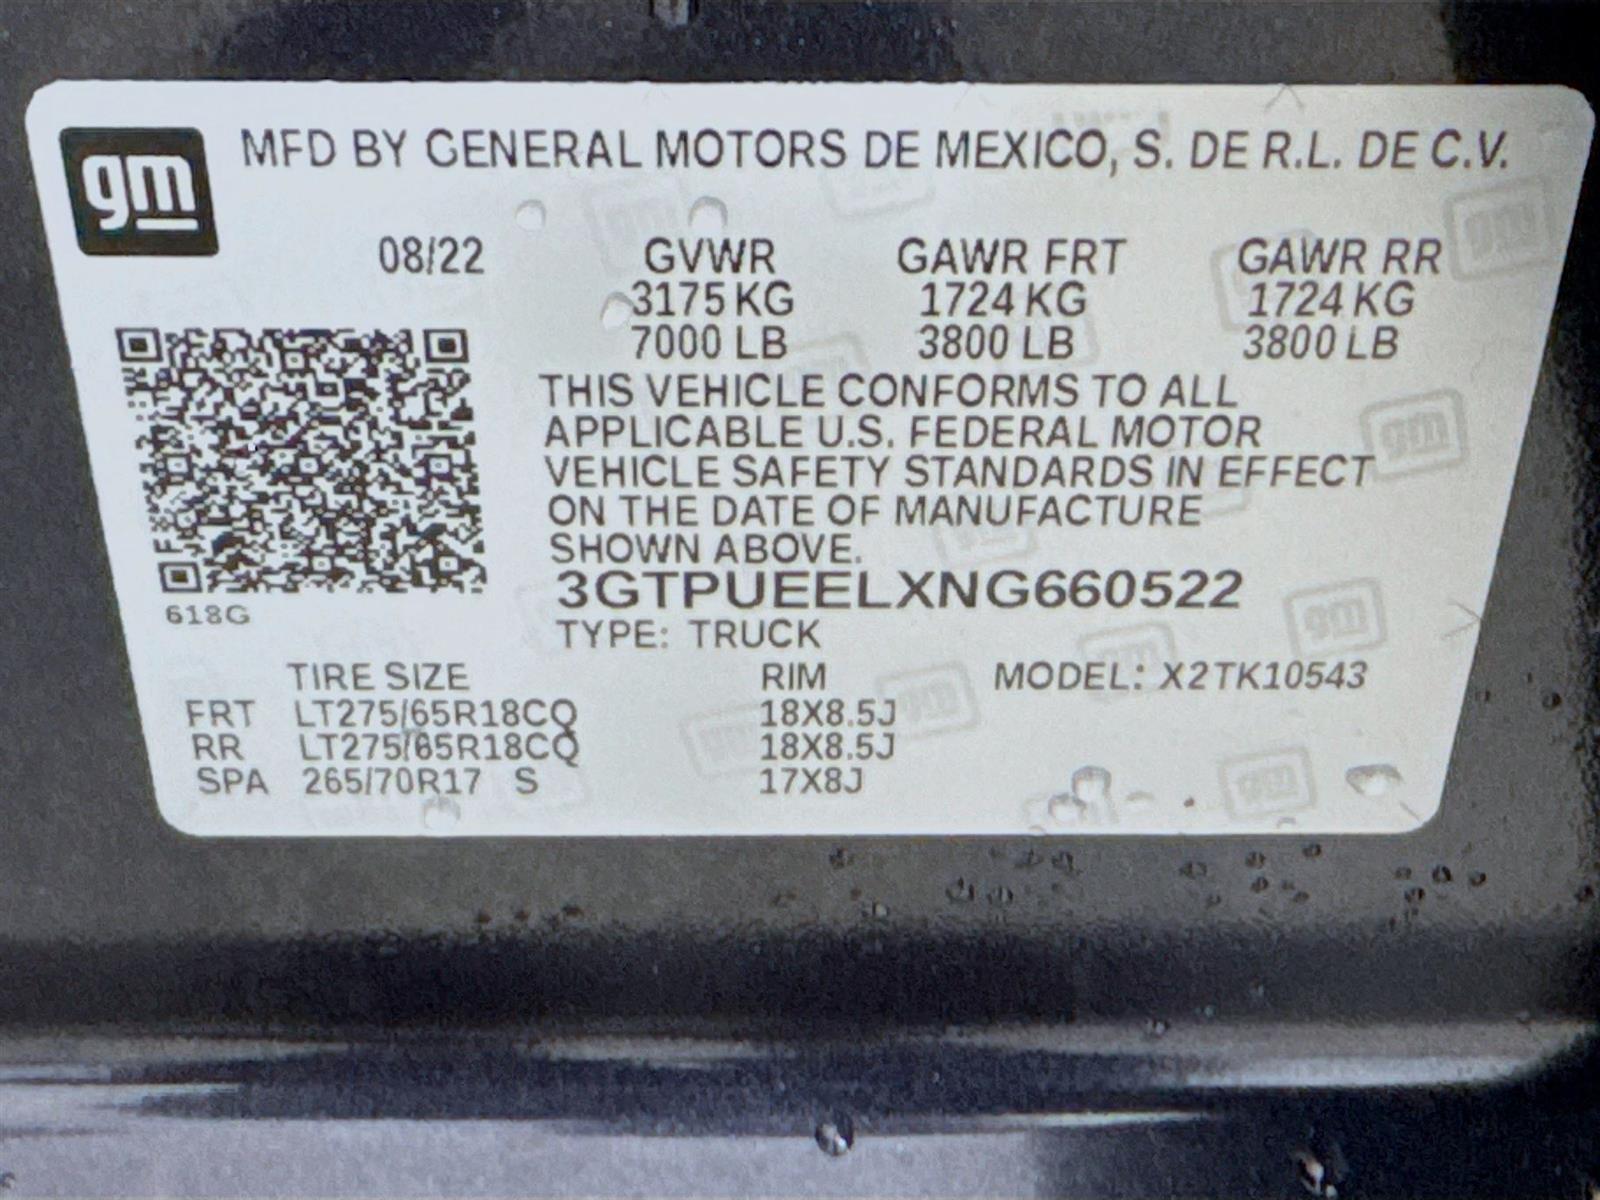 gm
MFD BY GENERAL MOTORS DE MEXICO, S. DE R.L. DE C.V.
08/22 GVWR GAWR FRT GAWR RR
3175 KG 1724 KG 1724 KG
7000 LB 3800 LB 3800 LB
THIS VEHICLE CONFORMS TO ALL
APPLICABLE U.S. FEDERAL MOTOR
VEHICLE SAFETY STANDARDS IN EFFECT
ON THE DATE OF MANUFACTURE
SHOWN ABOVE.
3GTPUEELXNG660522
618G
TYPE: TRUCK
TIRE SIZE RIM MODEL: X2TK10543
FRT LT275/65R18CQ 18X8.5J
RR LT275/65R18CQ 18X8.5J
SPA 265/70R17 S 17X8J